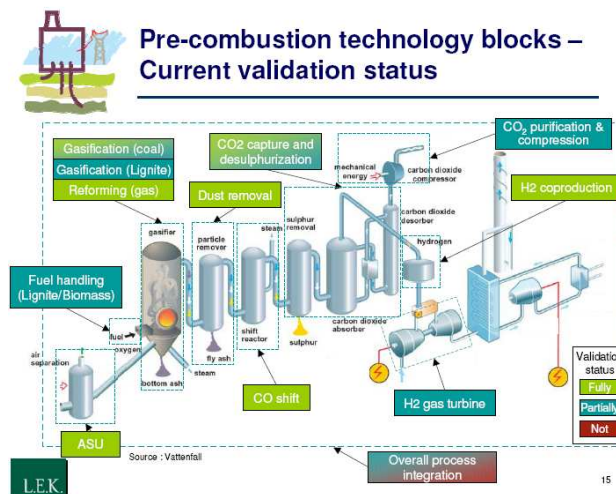 Pre-combustion technology blocks –
Current validation status
Gasification (coal)
Gasification (Lignite)
Reforming (gas)
CO2 capture and
desulphurization
CO2 purification &
compression
Dust removal
H2 coproduction
Fuel handling
(Lignite/Biomass)
mechanical
energy
carbon dioxide
compressor
gasifier
particle
remover
steam
sulphur
removal
carbon dioxide
desorber
hydrogen
fuel
oxygen
air
separation
shift
reactor
carbon dioxide
absorber
fly ash
sulphur
steam
bottom ash
CO shift
H2 gas turbine
ASU
Validation
status
Fully
Partially
Not
Source : Vattenfall
Overall process
integration
L.E.K.
15